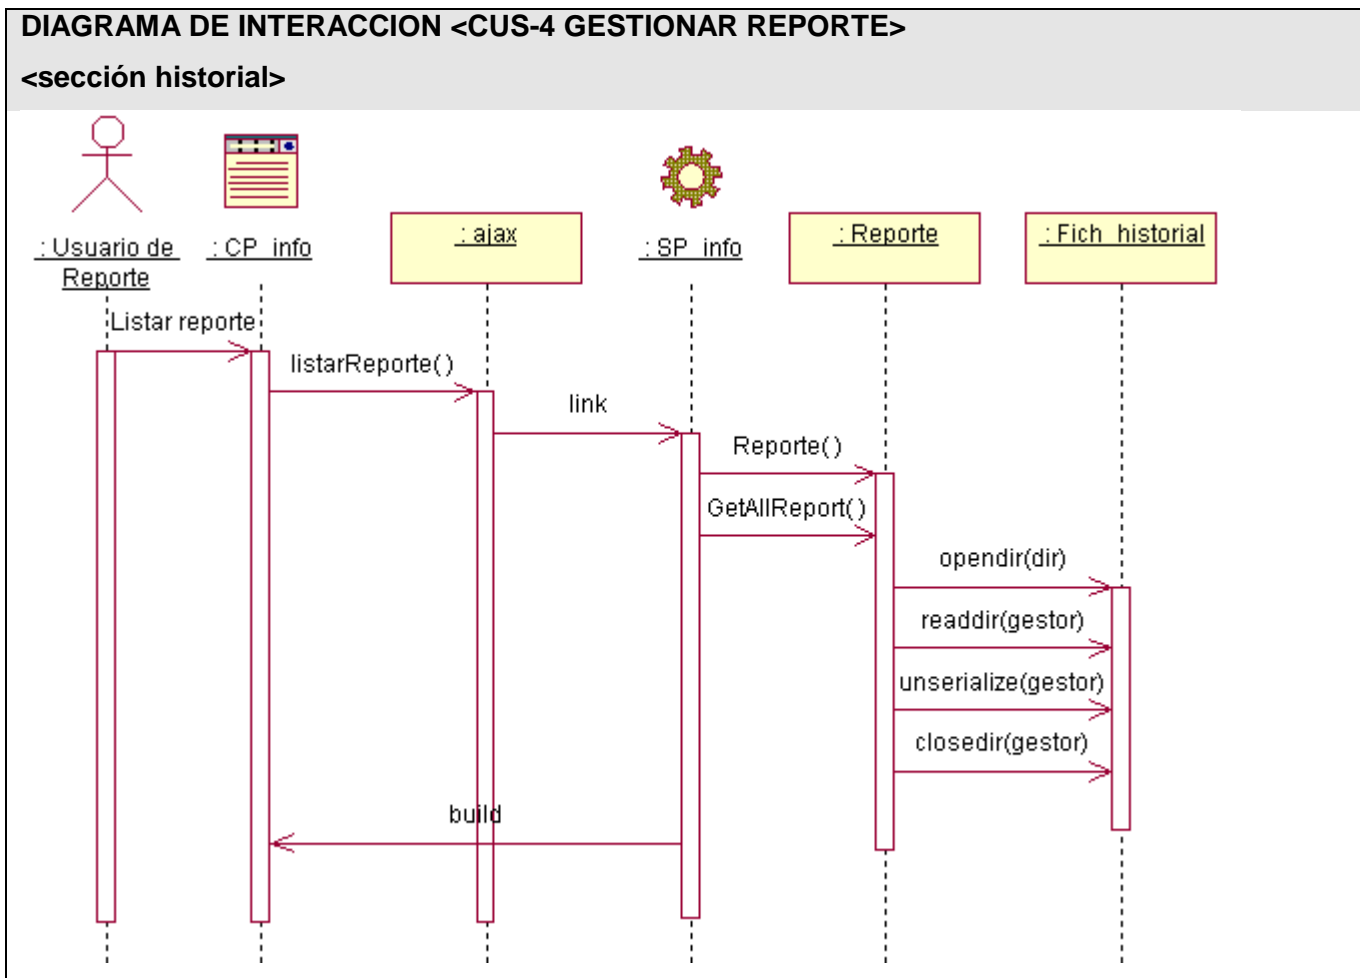 DIAGRAMA DE INTERACCION <CUS-4 GESTIONAR REPORTE>
<sección historial>
: Usuario de
Reporte
: CP_info
: ajax
: SP_info
: Reporte
: Fich_historial
Listar reporte
listarReporte()
link
Reporte()
GetAllReport()
opendir(dir)
readdir(gestor)
unserialize(gestor)
closedir(gestor)
build